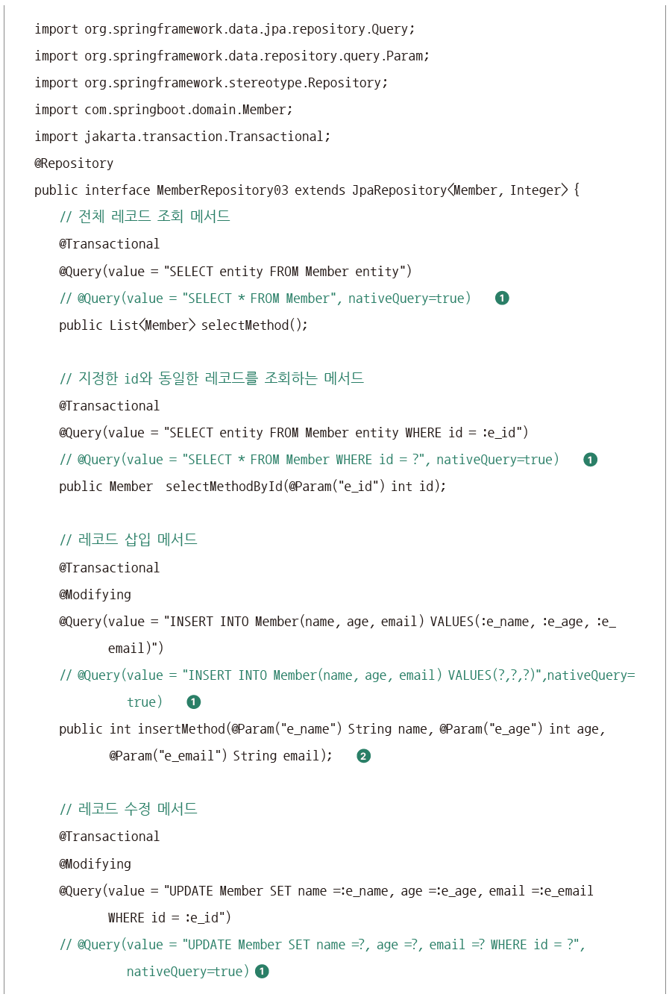 import org.springframework.data.jpa.repository.Query;
import org.springframework.data.repository.query.Param;
import org.springframework.stereotype.Repository;
import com.springboot.domain.Member;
import jakarta.transaction.Transactional;
@Repository
public interface MemberRepository03 extends JpaRepository<Member, Integer> {
// 전체 레코드 조회 메서드
@Transactional
@Query(value = "SELECT entity FROM Member entity")
// @Query(value = "SELECT * FROM Member", nativeQuery=true) ❶
public List<Member> selectMethod();
// 지정한 id와 동일한 레코드를 조회하는 메서드
@Transactional
@Query(value = "SELECT entity FROM Member entity WHERE id = :e_id")
// @Query(value = "SELECT * FROM Member WHERE id = ?", nativeQuery=true) ❶
public Member selectMethodById(@Param("e_id") int id);
// 레코드 삽입 메서드
@Transactional
@Modifying
@Query(value = "INSERT INTO Member(name, age, email) VALUES(:e_name, :e_age, :e_
email)")
// @Query(value = "INSERT INTO Member(name, age, email) VALUES(?,?,?)",nativeQuery=
true) ❶
public int insertMethod(@Param("e_name") String name, @Param("e_age") int age,
@Param("e_email") String email); ❷
// 레코드 수정 메서드
@Transactional
@Modifying
@Query(value = "UPDATE Member SET name =:e_name, age =:e_age, email =:e_email
WHERE id = :e_id")
// @Query(value = "UPDATE Member SET name =?, age =?, email =? WHERE id = ?",
nativeQuery=true) ❶